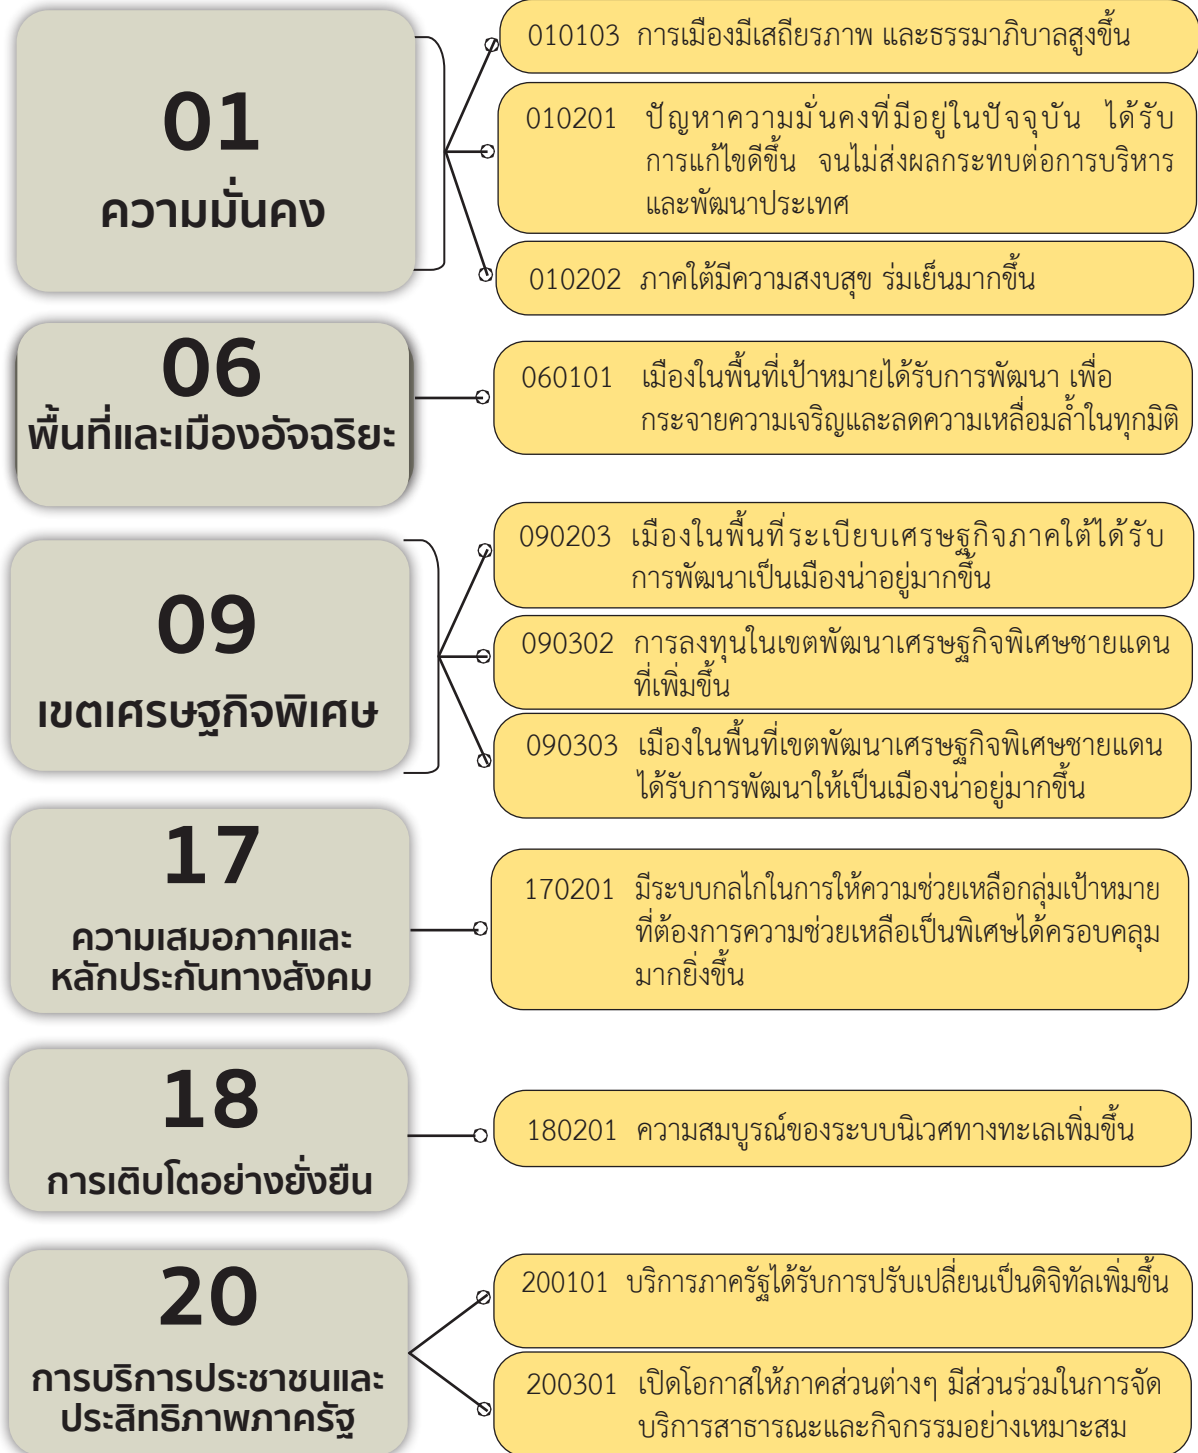 01
ความมั่นคง
010103 การเมืองมีเสถียรภาพ และธรรมาภิบาลสูงขึ้น
010201 ปัญหาความมั่นคงที่มีอยู่ในปัจจุบัน ได้รับ
การแก้ไขดีขึ้น จนไม่ส่งผลกระทบต่อการบริหาร
และพัฒนาประเทศ
010202 ภาคใต้มีความสงบสุข ร่มเย็นมากขึ้น
06
พื้นที่และเมืองอัจฉริยะ
060101 เมืองในพื้นที่เป้าหมายได้รับการพัฒนา เพื่อ
กระจายความเจริญและลดความเหลื่อมล้ำในทุกมิติ
09
เขตเศรษฐกิจพิเศษ
090203 เมืองในพื้นที่ระเบียบเศรษฐกิจภาคใต้ได้รับ
การพัฒนาเป็นเมืองน่าอยู่มากขึ้น
090302 การลงทุนในเขตพัฒนาเศรษฐกิจพิเศษชายแดน
ที่เพิ่มขึ้น
090303 เมืองในพื้นที่เขตพัฒนาเศรษฐกิจพิเศษชายแดน
ได้รับการพัฒนาให้เป็นเมืองน่าอยู่มากขึ้น
17
ความเสมอภาคและ
หลักประกันทางสังคม
170201 มีระบบกลไกในการให้ความช่วยเหลือกลุ่มเป้าหมาย
ที่ต้องการความช่วยเหลือเป็นพิเศษได้ครอบคลุม
มากยิ่งขึ้น
18
การเติบโตอย่างยั่งยืน
180201 ความสมบูรณ์ของระบบนิเวศทางทะเลเพิ่มขึ้น
20
การบริการประชาชนและ
ประสิทธิภาพภาครัฐ
200101 บริการภาครัฐได้รับการปรับเปลี่ยนเป็นดิจิทัลเพิ่มขึ้น
200301 เปิดโอกาสให้ภาคส่วนต่างๆ มีส่วนร่วมในการจัด
บริการสาธารณะและกิจกรรมอย่างเหมาะสม